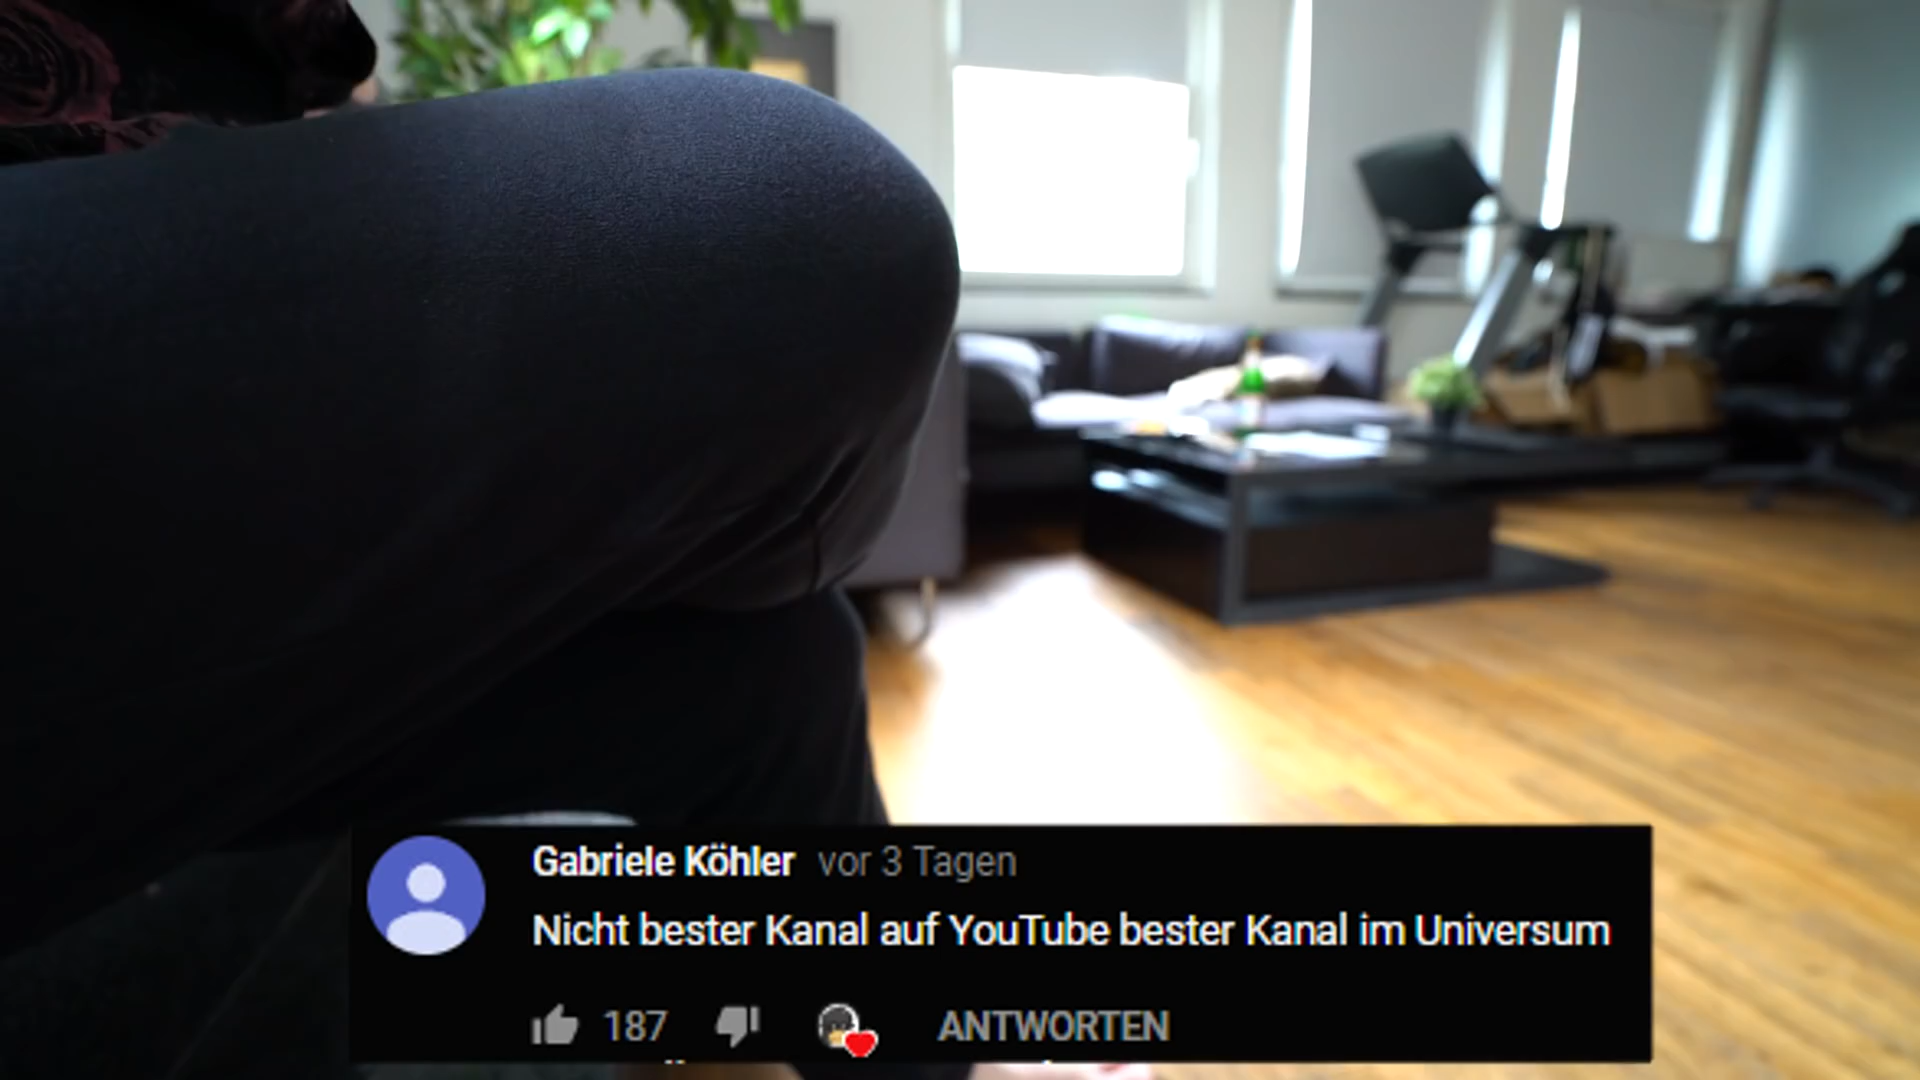 Gabriele Köhler vor 3 Tagen
Nicht bester Kanal auf YouTube bester Kanal im Universum
187 ANTWORTEN